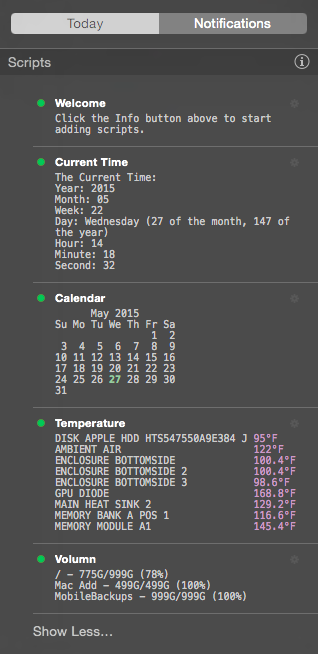 Today Notifications
Scripts
Welcome
Click the Info button above to start
adding scripts.
Current Time
The Current Time:
Year: 2015
Month: 05
Week: 22
Day: Wednesday (27 of the month, 147 of
the year)
Hour: 14
Minute: 18
Second: 32
Calendar
May 2015
Su Mo Tu We Th Fr Sa
1 2
3 4 5 6 7 8 9
10 11 12 13 14 15 16
17 18 19 20 21 22 23
24 25 26 27 28 29 30
31
Temperature
DISK APPLE HDD HTS547550A9E384 J 95°F
AMBIENT AIR 122°F
ENCLOSURE BOTTOMSIDE 100.4°F
ENCLOSURE BOTTOMSIDE 2 100.4°F
ENCLOSURE BOTTOMSIDE 3 98.6°F
GPU DIODE 168.8°F
MAIN HEAT SINK 2 129.2°F
MEMORY BANK A POS 1 116.6°F
MEMORY MODULE A1 145.4°F
Volumn
/ – 775G/999G (78%)
Mac Add – 499G/499G (100%)
MobileBackups – 999G/999G (100%)
Show Less...